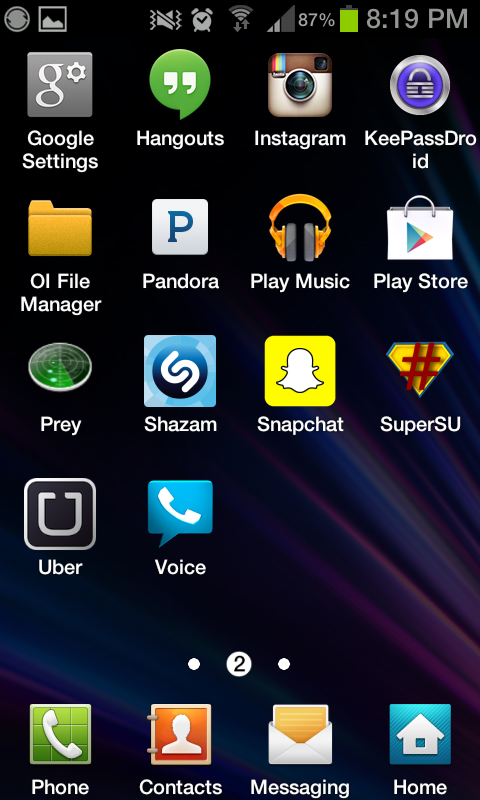 87% 8:19 PM
Google Settings
Hangouts
Instagram
KeePassDroid
OI File Manager
Pandora
Play Music
Play Store
Prey
Shazam
Snapchat
SuperSU
Uber
Voice
2
Phone
Contacts
Messaging
Home